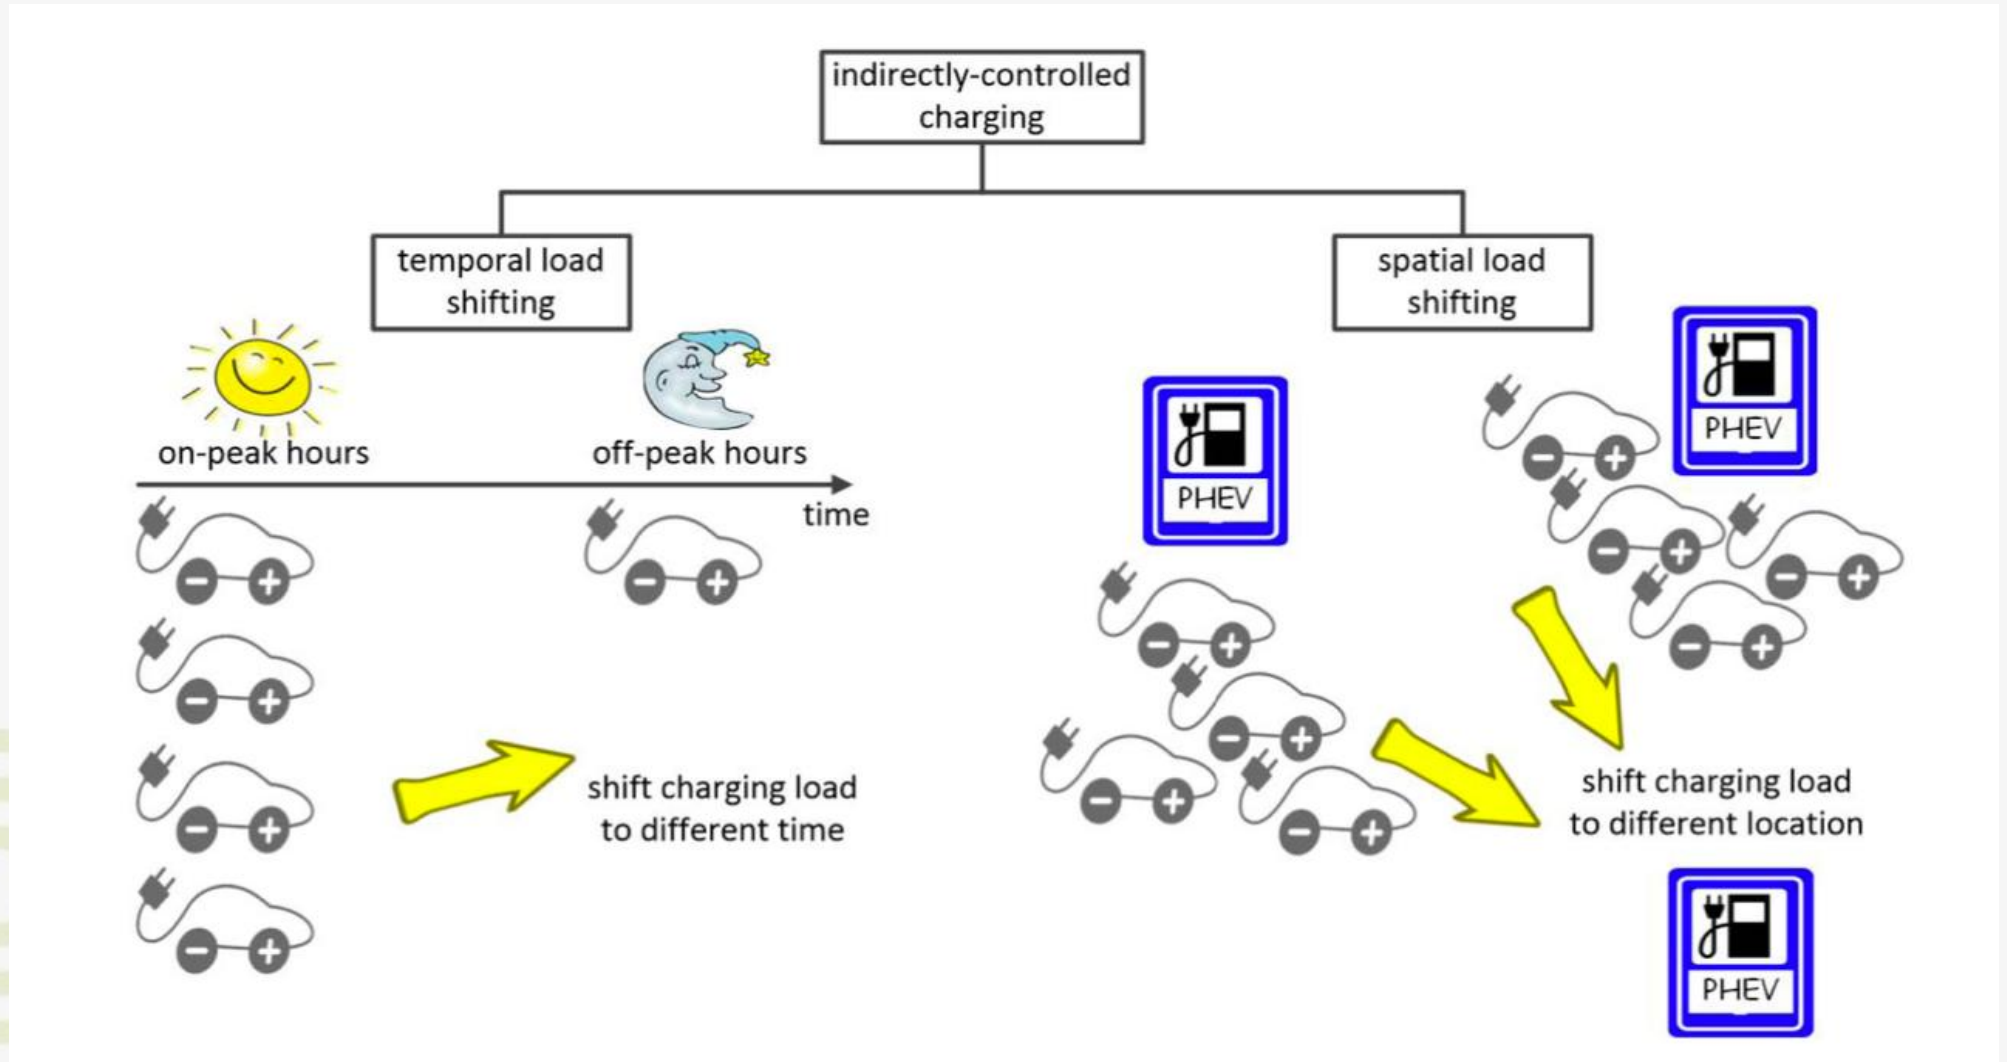 indirectly-controlled
charging
temporal load
shifting
spatial load
shifting
on-peak hours
off-peak hours
time
shift charging load
to different time
PHEV
PHEV
shift charging load
to different location
PHEV